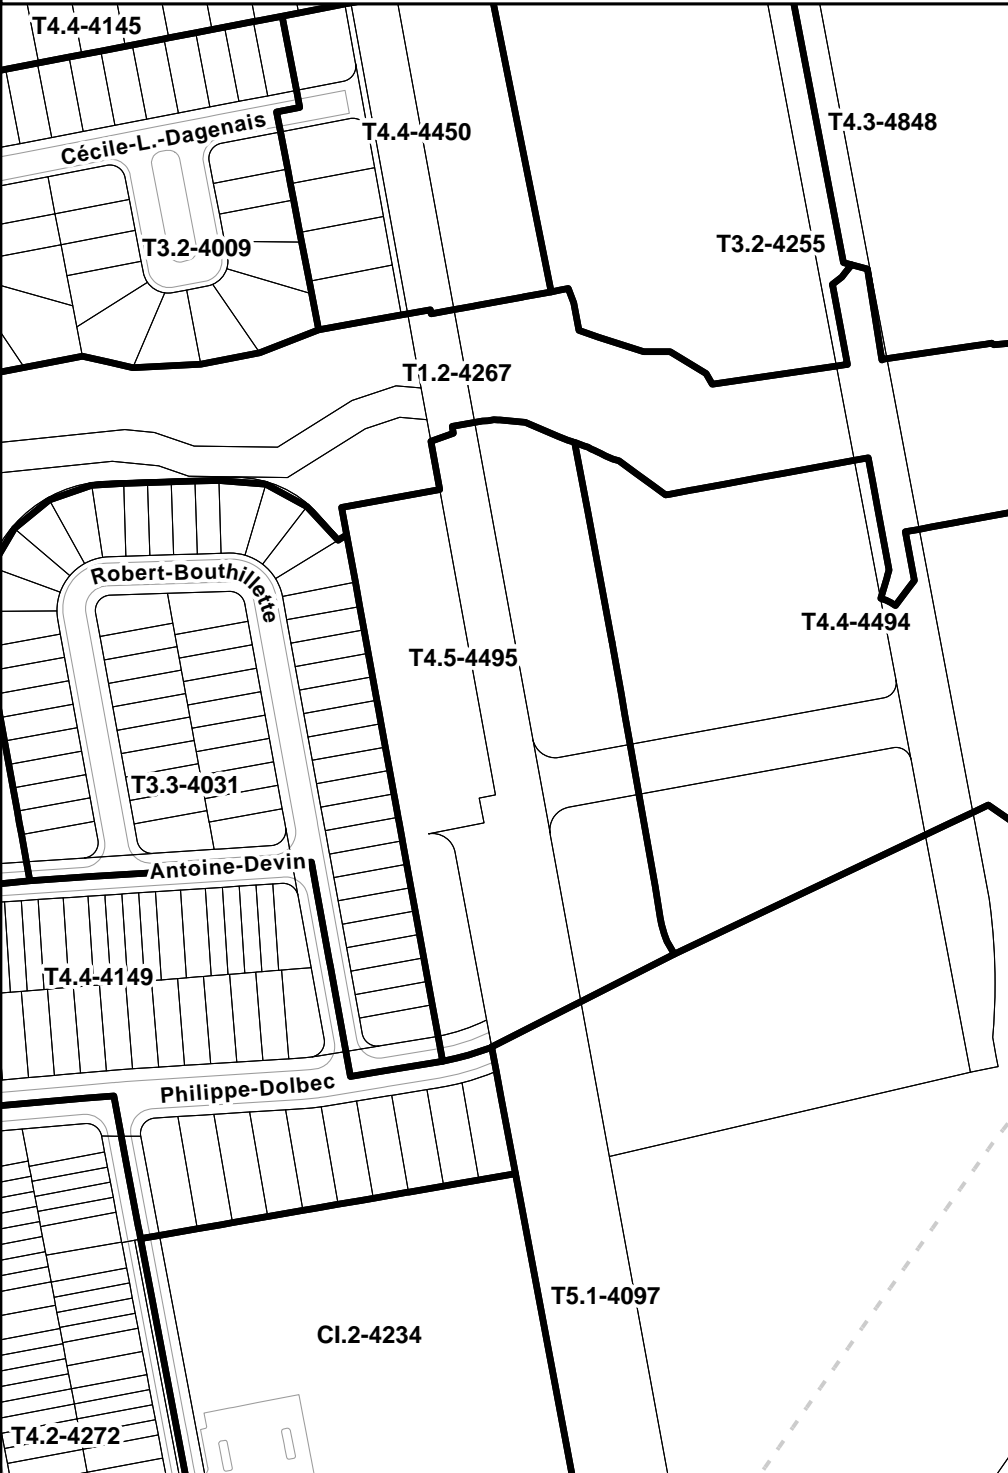 T4.4-4145
Cécile-L.-Dagenais
T4.4-4450
T4.3-4848
T3.2-4009
T3.2-4255
T1.2-4267
Robert-Bouthillette
T4.4-4494
T4.5-4495
T3.3-4031
Antoine-Devin
T4.4-4149
Philippe-Dolbec
T5.1-4097
CI.2-4234
T4.2-4272